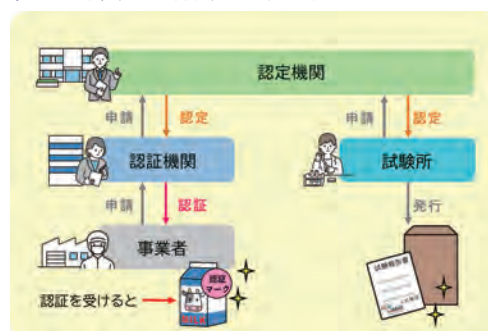 認定機関
申請 認定 申請 認定
認証機関 試験所
申請 認証 発行
事業者
試験報告書
認証を受けると
認証
マーク
MILK